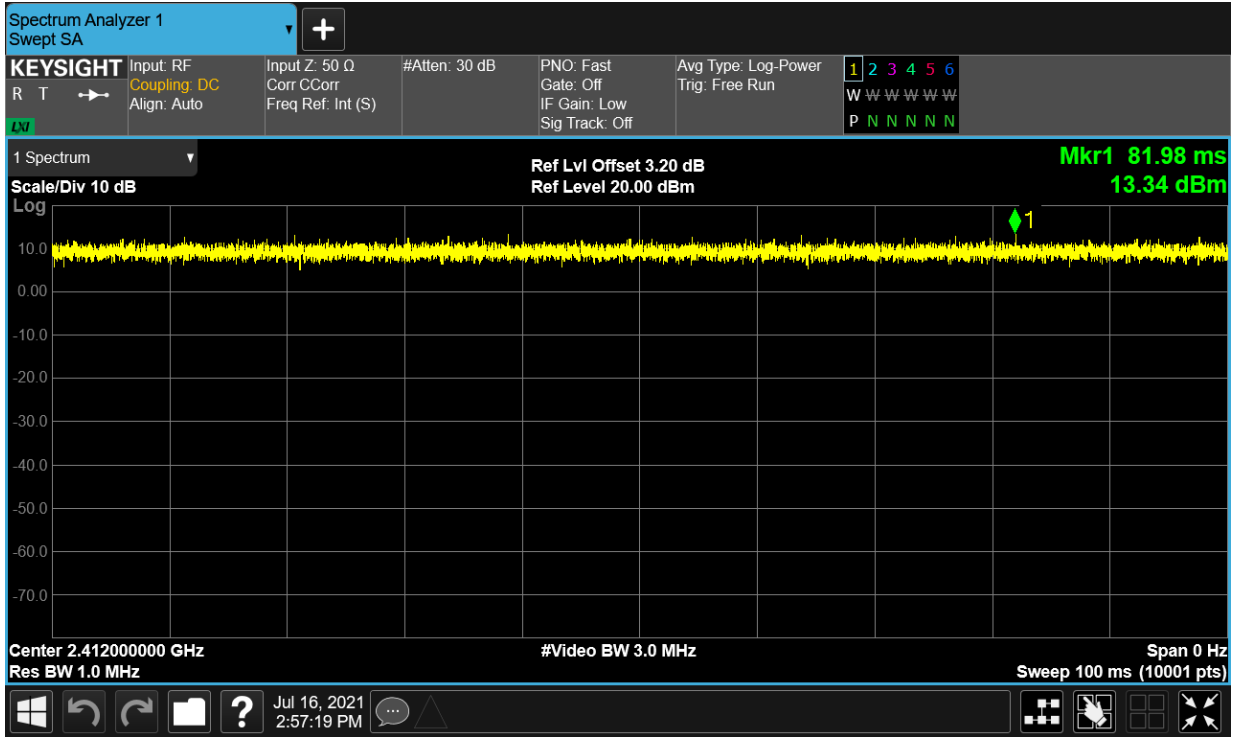 Spectrum Analyzer 1
Swept SA
KEYSIGHT
R T
LXI
Input: RF
Coupling: DC
Align: Auto
Input Z: 50 Ω
Corr CCorr
Freq Ref: Int (S)
#Atten: 30 dB
PNO: Fast
Gate: Off
IF Gain: Low
Sig Track: Off
Avg Type: Log-Power
Trig: Free Run
1 2 3 4 5 6
W W W W W W
P N N N N N
1 Spectrum
Scale/Div 10 dB
Log
Ref Lvl Offset 3.20 dB
Ref Level 20.00 dBm
Mkr1 81.98 ms
13.34 dBm
1
10.0
0.00
-10.0
-20.0
-30.0
-40.0
-50.0
-60.0
-70.0
Center 2.412000000 GHz
#Video BW 3.0 MHz
Span 0 Hz
Res BW 1.0 MHz
Sweep 100 ms (10001 pts)
?
Jul 16, 2021
2:57:19 PM